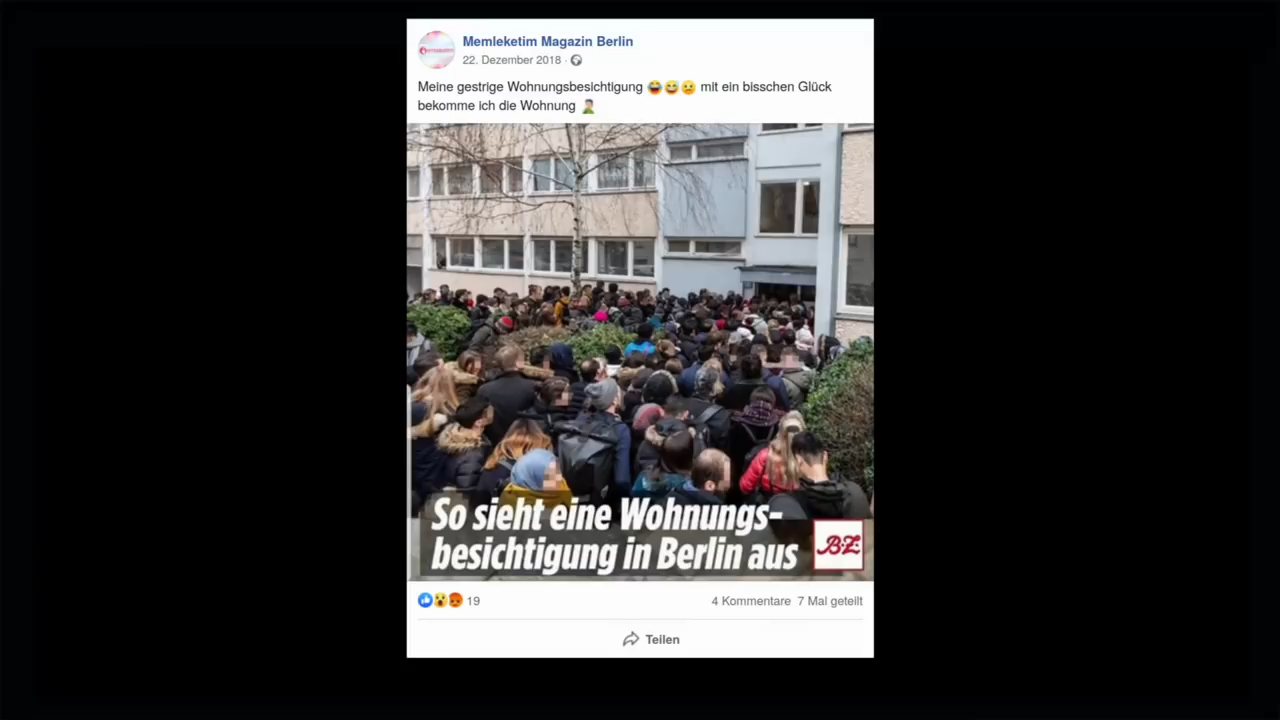 Memleketim Magazin Berlin
22. Dezember 2018 ·
Meine gestrige Wohnungsbesichtigung 😂😅😕 mit ein bisschen Glück
bekomme ich die Wohnung 🤦🏻‍♂️
So sieht eine Wohnungs-
besichtigung in Berlin aus
B.Z.
19
4 Kommentare 7 Mal geteilt
Teilen